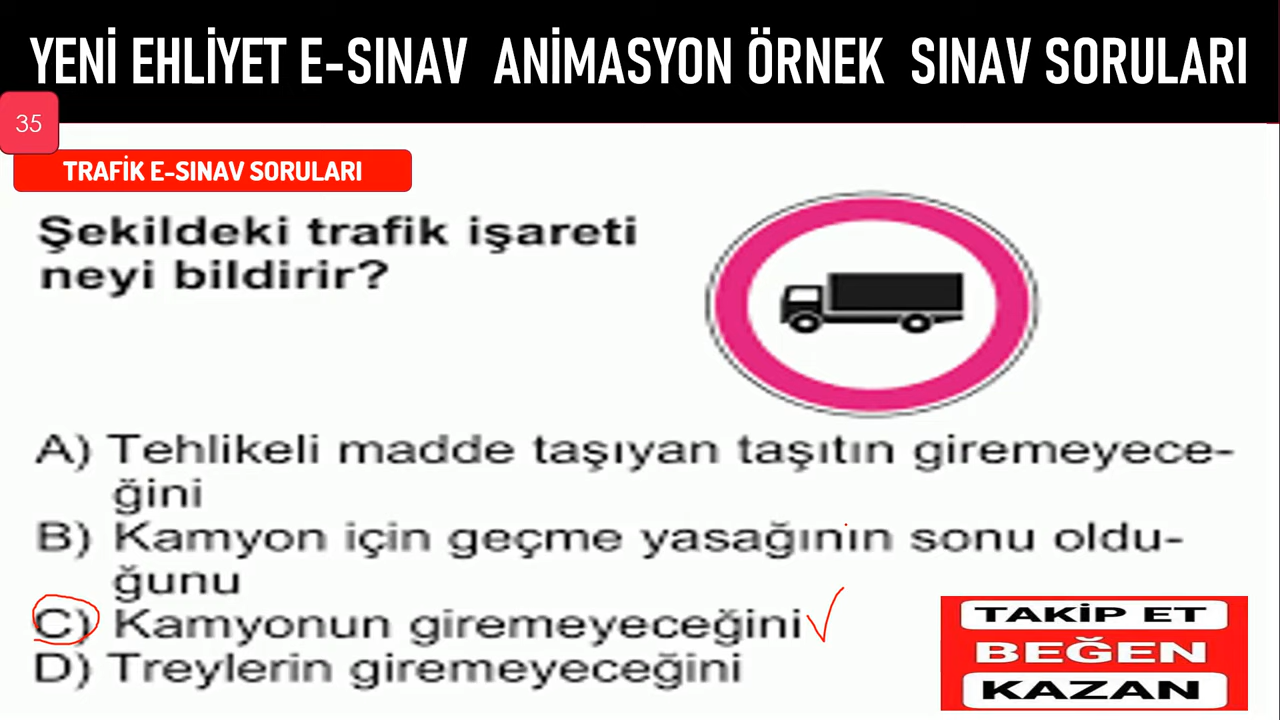 YENİ EHLİYET E-SINAV ANİMASYON ÖRNEK SINAV SORULARI
35
TRAFİK E-SINAV SORULARI
Şekildeki trafik işareti
neyi bildirir?
A) Tehlikeli madde taşıyan taşıtın giremeyece-
ğini
B) Kamyon için geçme yasağının sonu oldu-
ğunu
C) Kamyonun giremeyeceğini
D) Treylerin giremeyeceğini
TAKİP ET
BEĞEN
KAZAN